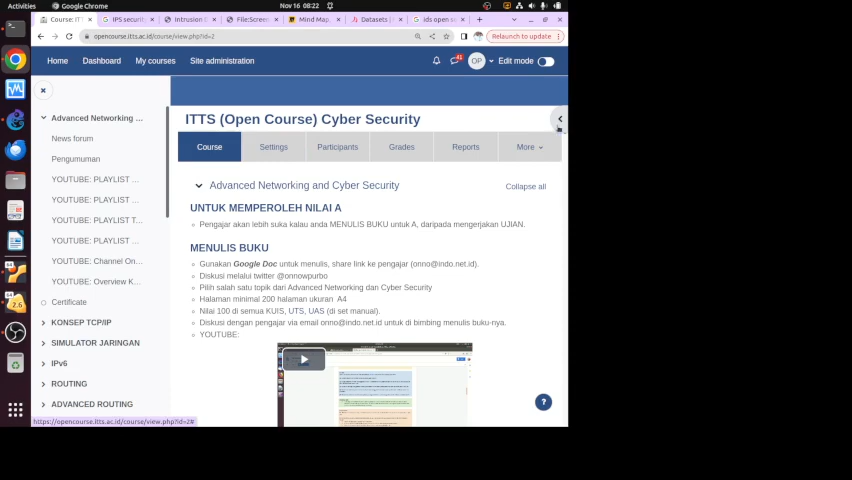 Activities Google Chrome Nov 16 08:22
Course: ITT IPS securit Intrusion D File:Screen Mind Map, Datasets | ids open so
opencourse.itts.ac.id/course/view.php?id=2 Relaunch to update
Home Dashboard My courses Site administration 41 OP Edit mode
Advanced Networking ...
News forum
Pengumuman
YOUTUBE: PLAYLIST ...
YOUTUBE: PLAYLIST ...
YOUTUBE: PLAYLIST T...
YOUTUBE: PLAYLIST ...
YOUTUBE: Channel On...
YOUTUBE: Overview K...
Certificate
KONSEP TCP/IP
SIMULATOR JARINGAN
IPv6
ROUTING
ADVANCED ROUTING
https://opencourse.itts.ac.id/course/view.php?id=2#
ITTS (Open Course) Cyber Security
Course Settings Participants Grades Reports More
Advanced Networking and Cyber Security Collapse all
UNTUK MEMPEROLEH NILAI A
Pengajar akan lebih suka kalau anda MENULIS BUKU untuk A, daripada mengerjakan UJIAN.
MENULIS BUKU
Gunakan Google Doc untuk menulis, share link ke pengajar (onno@indo.net.id).
Diskusi melalui twitter @onnowpurbo
Pilih salah satu topik dari Advanced Networking dan Cyber Security
Halaman minimal 200 halaman ukuran A4
Nilai 100 di semua KUIS, UTS, UAS (di set manual).
Diskusi dengan pengajar via email onno@indo.net.id untuk di bimbing menulis buku-nya.
YOUTUBE:
?